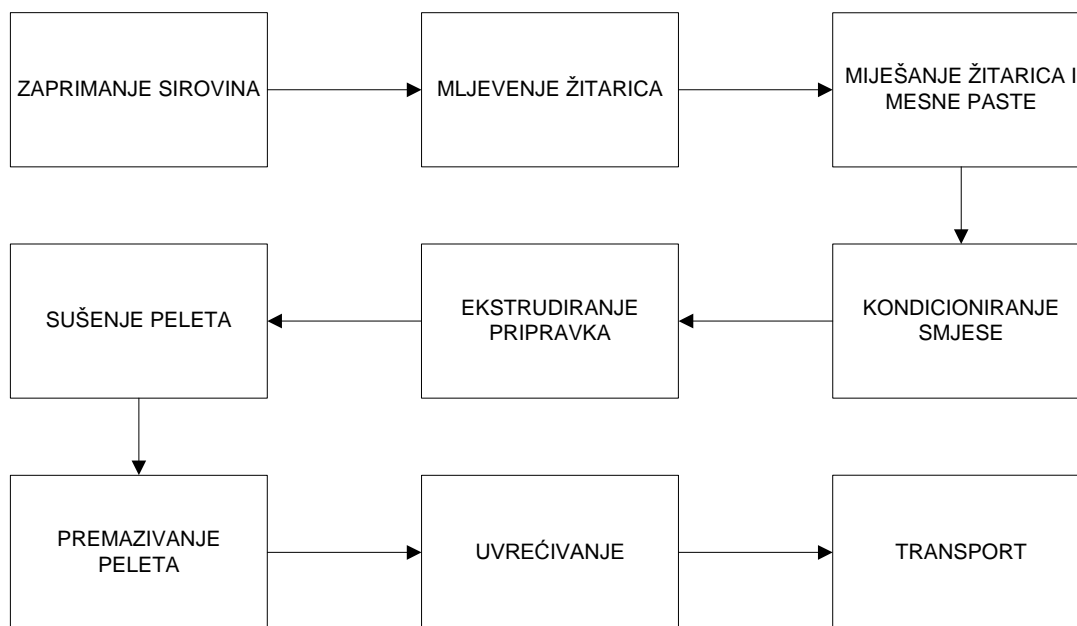 ZAPRIMANJE SIROVINA
MLJEVENJE ŽITARICA
MIJEŠANJE ŽITARICA I
MESNE PASTE
KONDICIONIRANJE
SMJESE
EKSTRUDIRANJE
PRIPRAVKA
SUŠENJE PELETA
PREMAZIVANJE
PELETA
UVREĆIVANJE
TRANSPORT